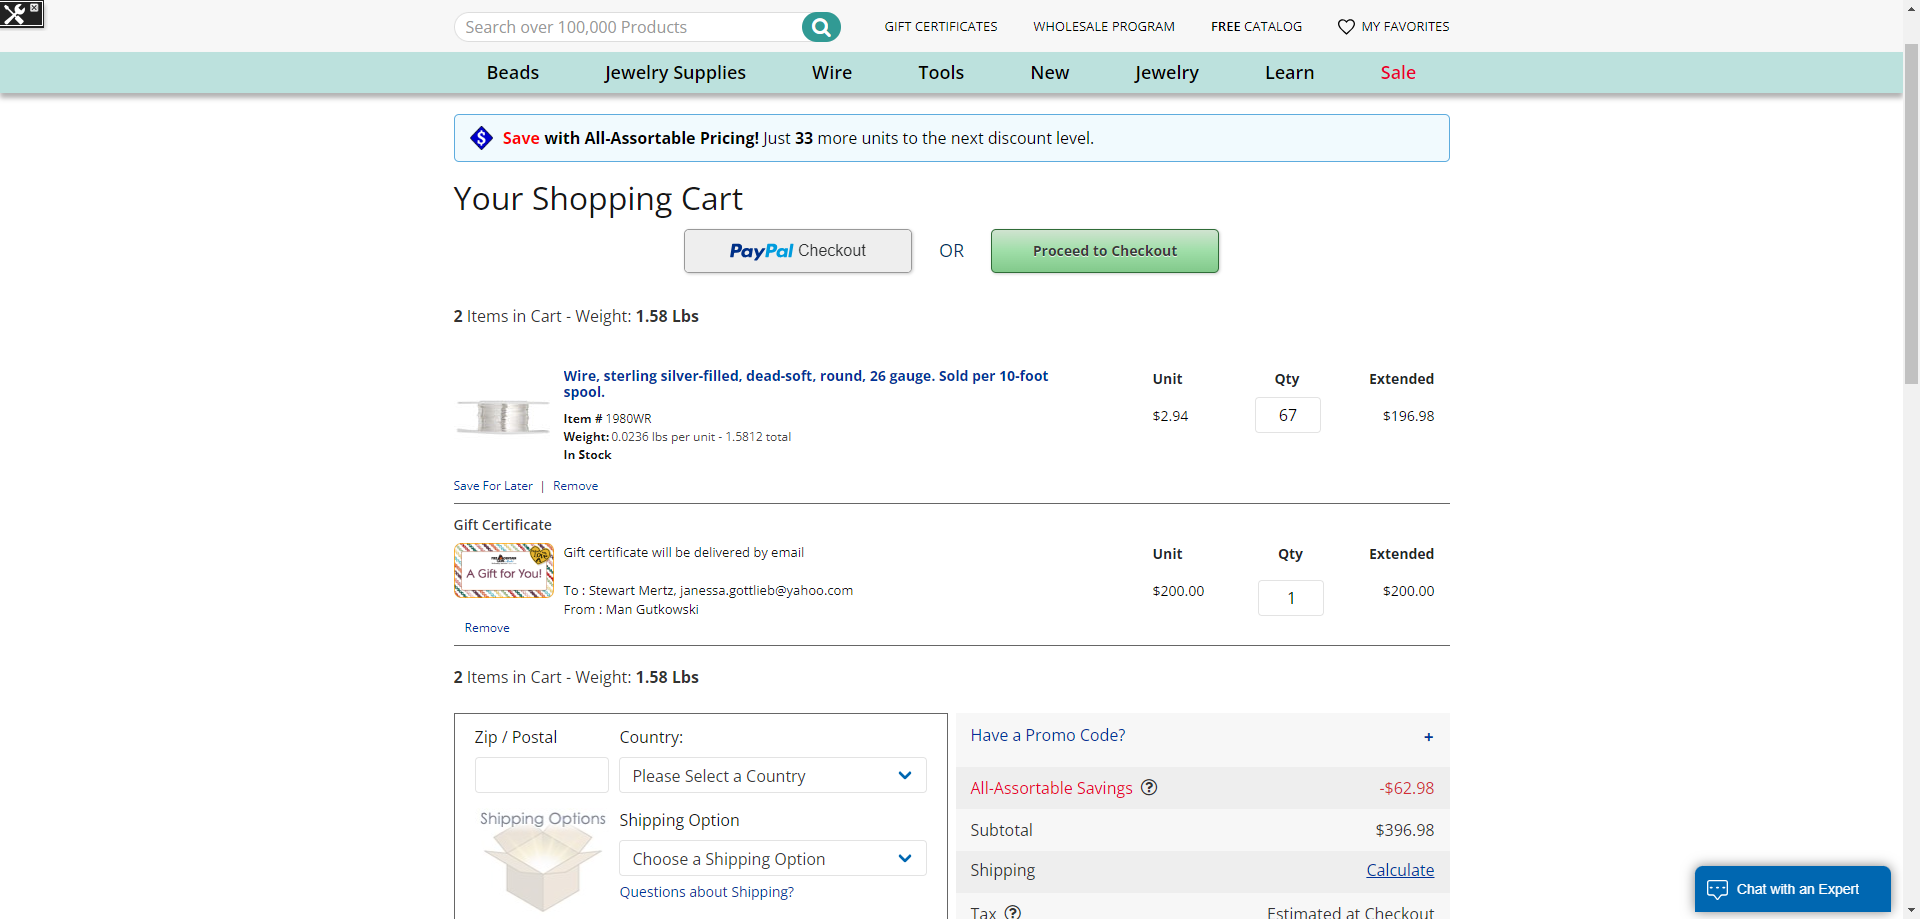 Search over 100,000 Products
GIFT CERTIFICATES
WHOLESALE PROGRAM
FREE CATALOG
MY FAVORITES
Beads
Jewelry Supplies
Wire
Tools
New
Jewelry
Learn
Sale
Save with All-Assortable Pricing! Just 33 more units to the next discount level.
Your Shopping Cart
PayPal Checkout
OR
Proceed to Checkout
2 Items in Cart - Weight: 1.58 Lbs
Wire, sterling silver-filled, dead-soft, round, 26 gauge. Sold per 10-foot
spool.
Item # 1980WR
Weight: 0.0236 lbs per unit - 1.5812 total
In Stock
Unit
Qty
Extended
$2.94
67
$196.98
Save For Later | Remove
Gift Certificate
A Gift for You!
Gift certificate will be delivered by email
To : Stewart Mertz, janessa.gottlieb@yahoo.com
From : Man Gutkowski
Unit
Qty
Extended
$200.00
1
$200.00
Remove
2 Items in Cart - Weight: 1.58 Lbs
Zip / Postal
Country:
Please Select a Country
Shipping Options
Shipping Option
Choose a Shipping Option
Questions about Shipping?
Have a Promo Code?
+
All-Assortable Savings ?
-$62.98
Subtotal
$396.98
Shipping
Calculate
Tax ?
Estimated at Checkout
Chat with an Expert